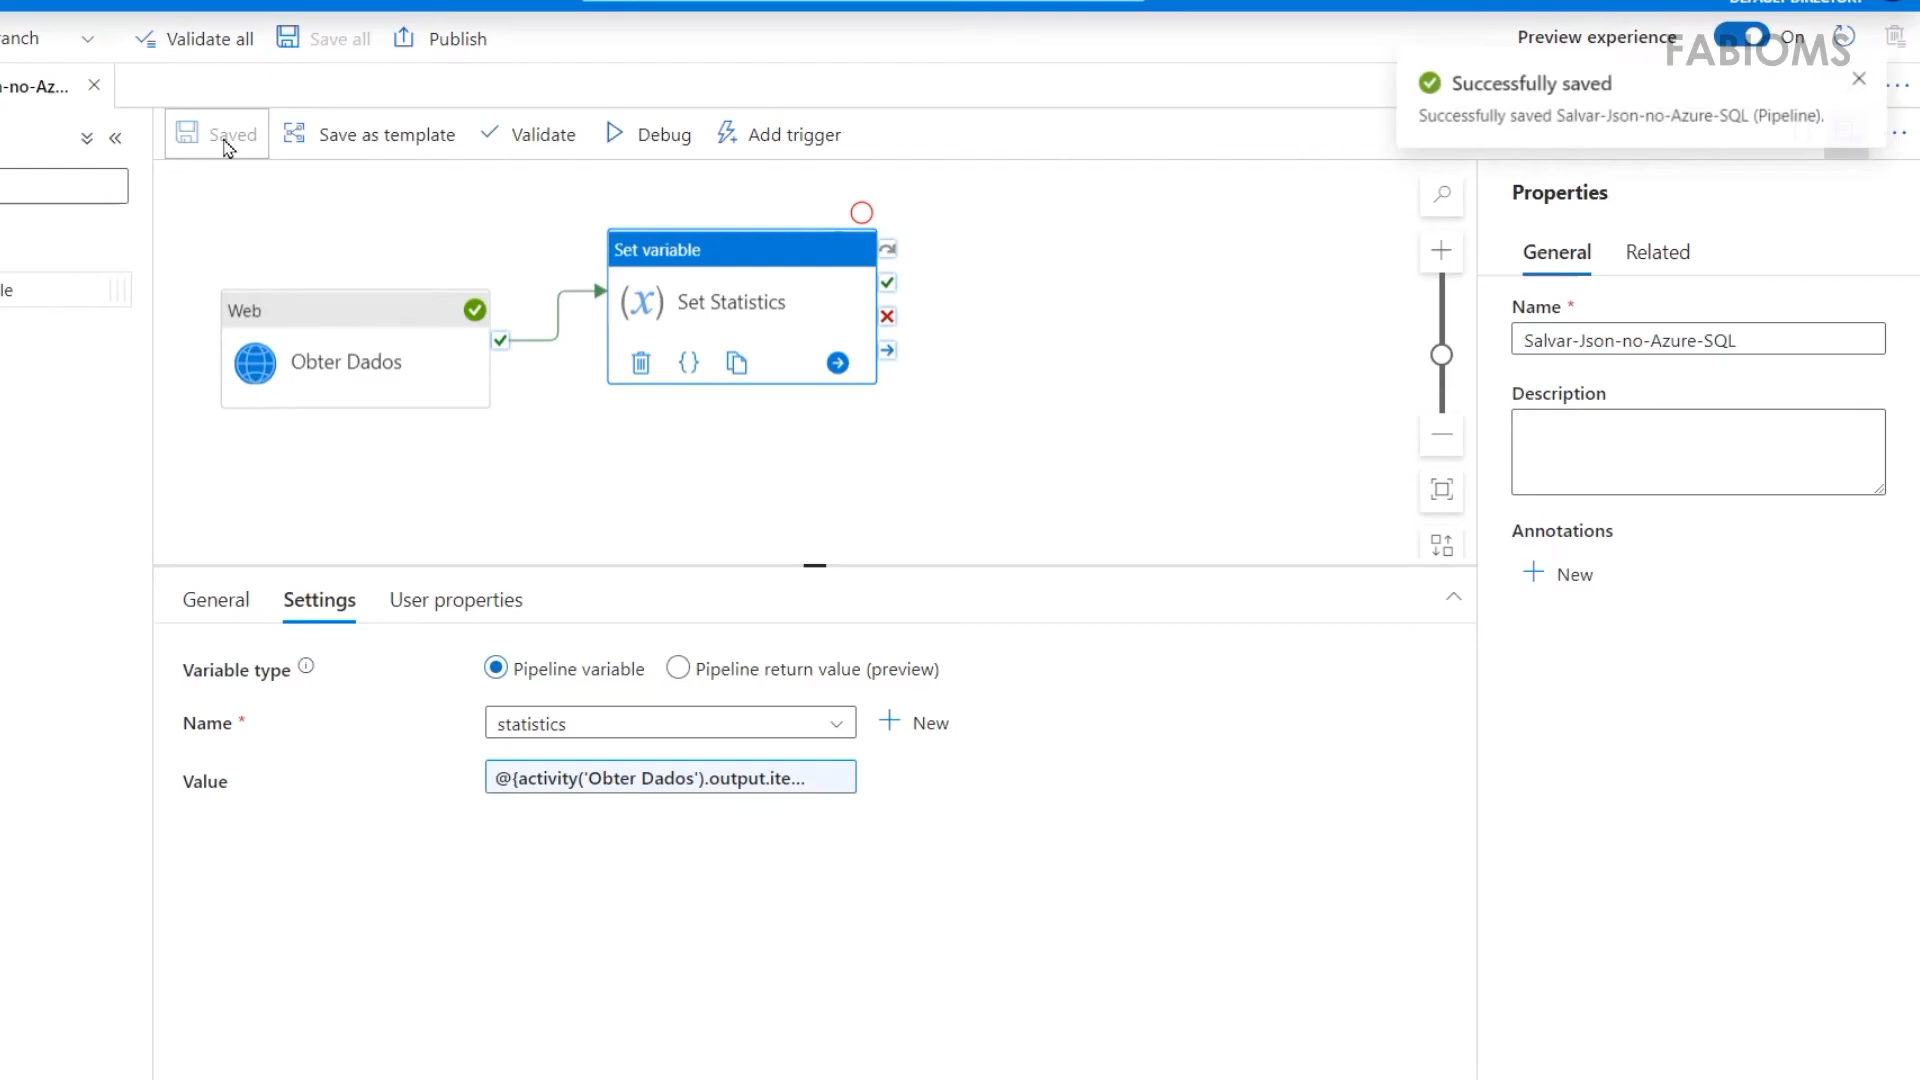 anch
Validate all
Save all
Publish
Preview experience
On
FABIOMS
-no-Az...
Successfully saved
Successfully saved Salvar-Json-no-Azure-SQL (Pipeline).
Saved
Save as template
Validate
Debug
Add trigger
le
Web
Obter Dados
Set variable
(x)
Set Statistics
Properties
General
Related
Name *
Salvar-Json-no-Azure-SQL
Description
Annotations
New
General
Settings
User properties
Variable type
Pipeline variable
Pipeline return value (preview)
Name *
statistics
New
Value
@{activity('Obter Dados').output.ite...